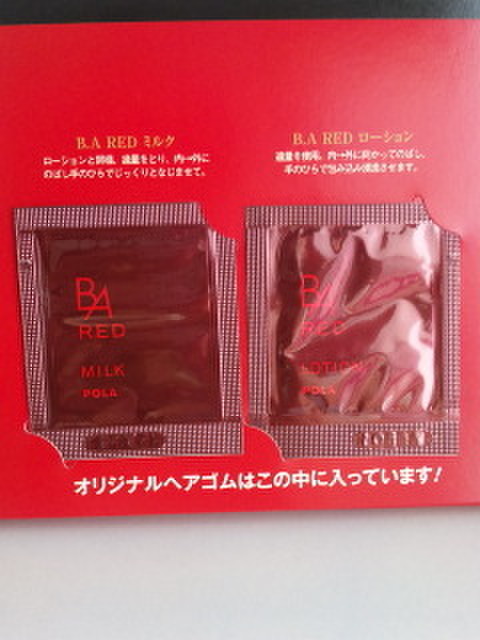 B.A RED ミルク
ローションと同様、適量をとり、内→外に
のばし手のひらでじっくりとなじませて。
B.A RED ローション
適量を使用。内→外に向かってのばし、
手のひらで包み込み浸透させます。
BA
RED
MILK
POLA
BA
RED
LOTION
POLA
オリジナルヘアゴムはこの中に入っています!